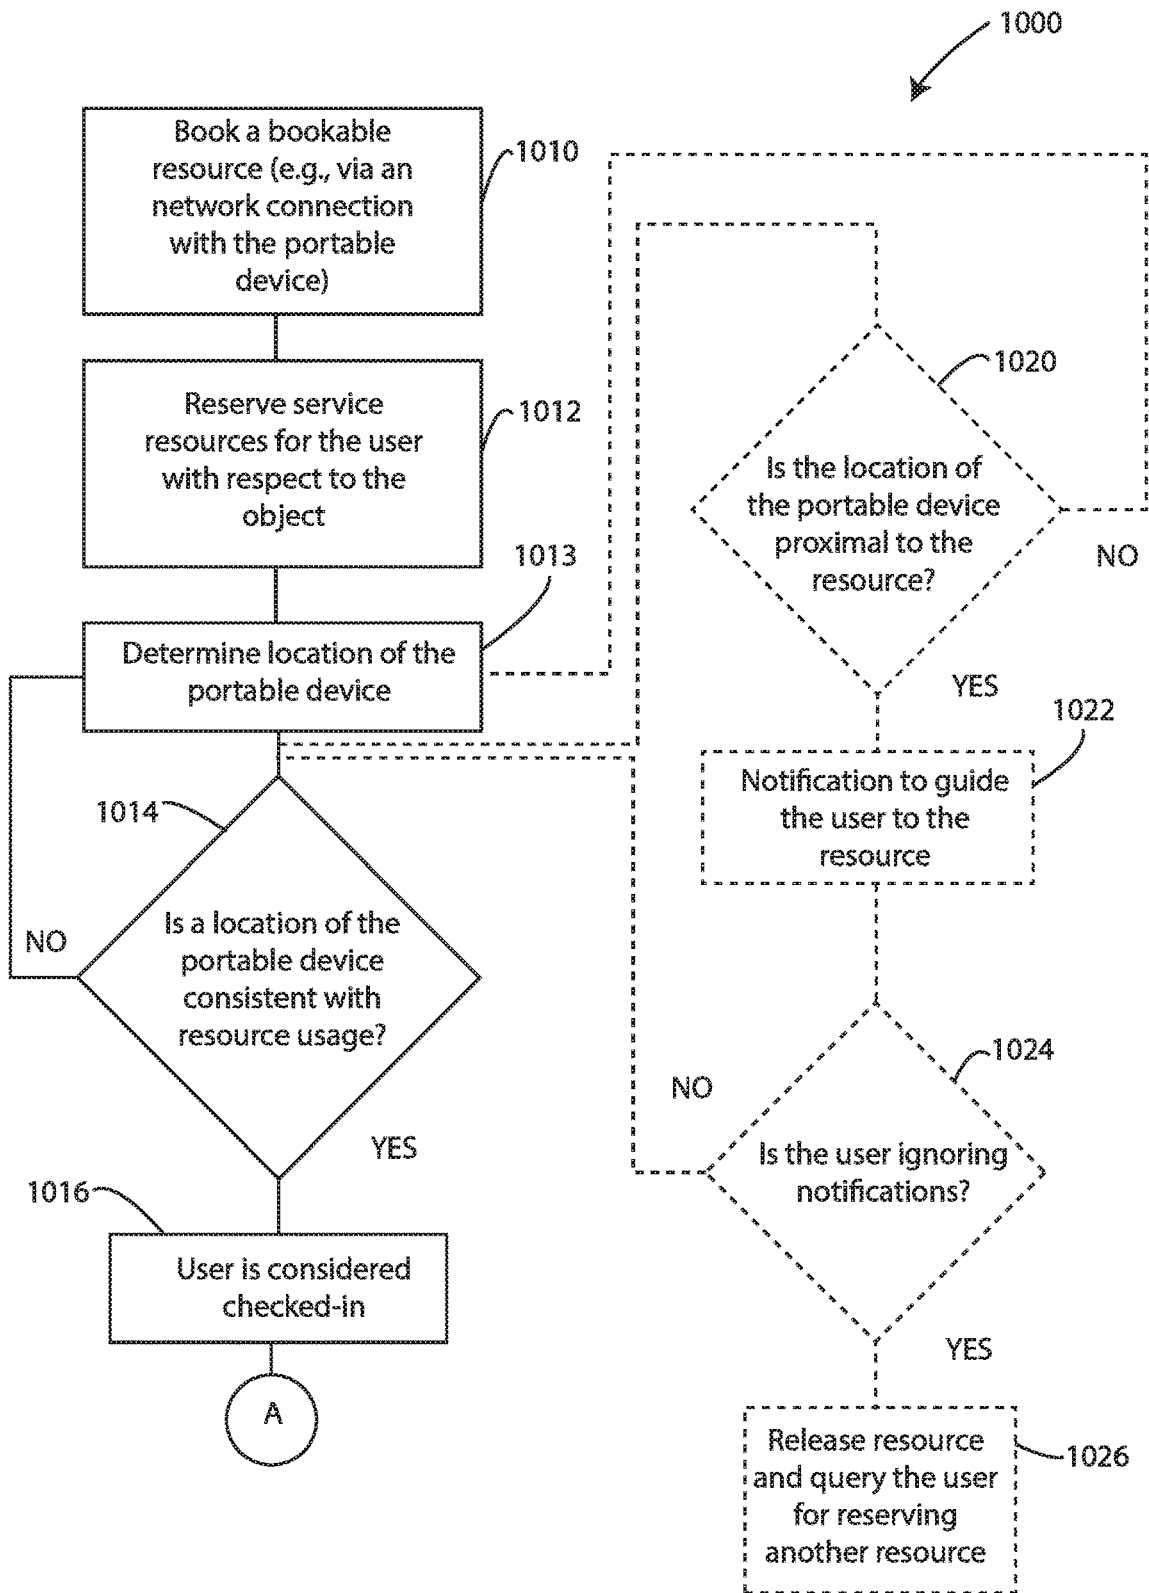 1000
Book a bookable
resource (e.g., via an
network connection
with the portable
device)
1010
Reserve service
resources for the user
with respect to the
object
1012
1013
Determine location of the
portable device
1014
Is a location of the
portable device
consistent with
resource usage?
NO
YES
1016
User is considered
checked-in
A
1020
Is the location of
the portable device
proximal to the
resource?
NO
YES
1022
Notification to guide
the user to the
resource
1024
NO
Is the user ignoring
notifications?
YES
Release resource
and query the user
for reserving
another resource
1026